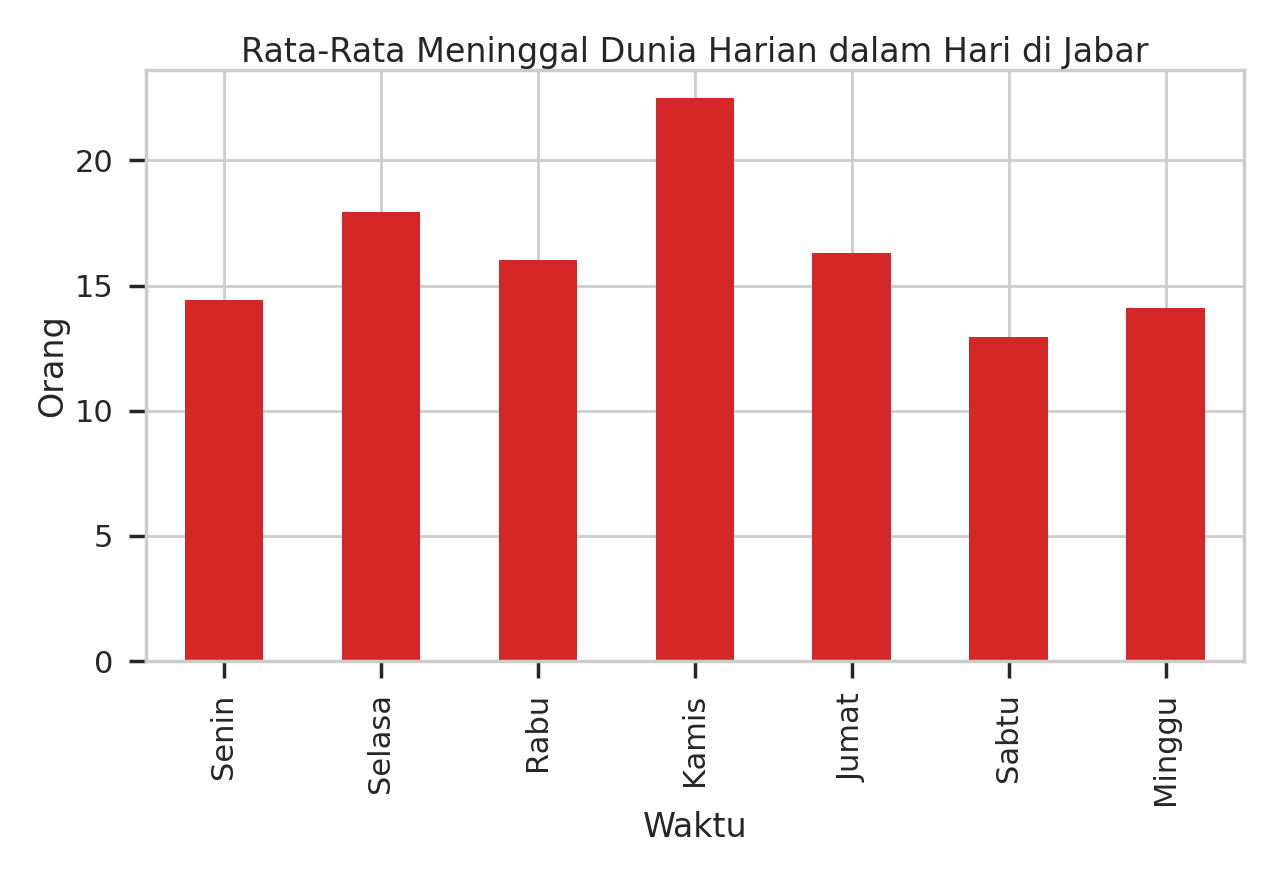 Rata-Rata Meninggal Dunia Harian dalam Hari di Jabar
Orang
20
15
10
5
0
Senin
Selasa
Rabu
Kamis
Jumat
Sabtu
Minggu
Waktu